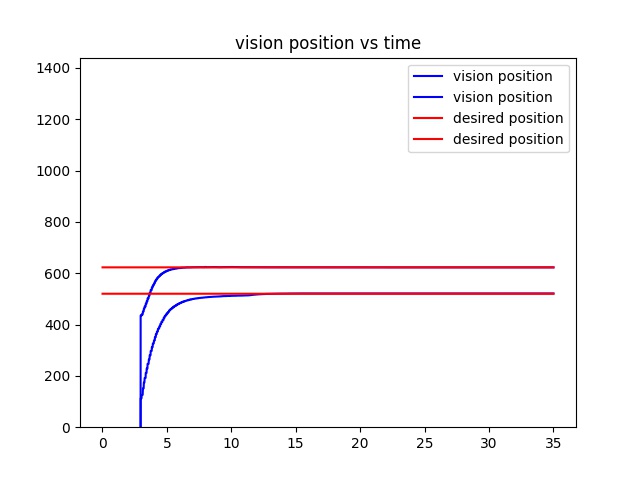 vision position vs time
1400
1200
1000
800
600
400
200
0
vision position
vision position
desired position
desired position
0 5 10 15 20 25 30 35